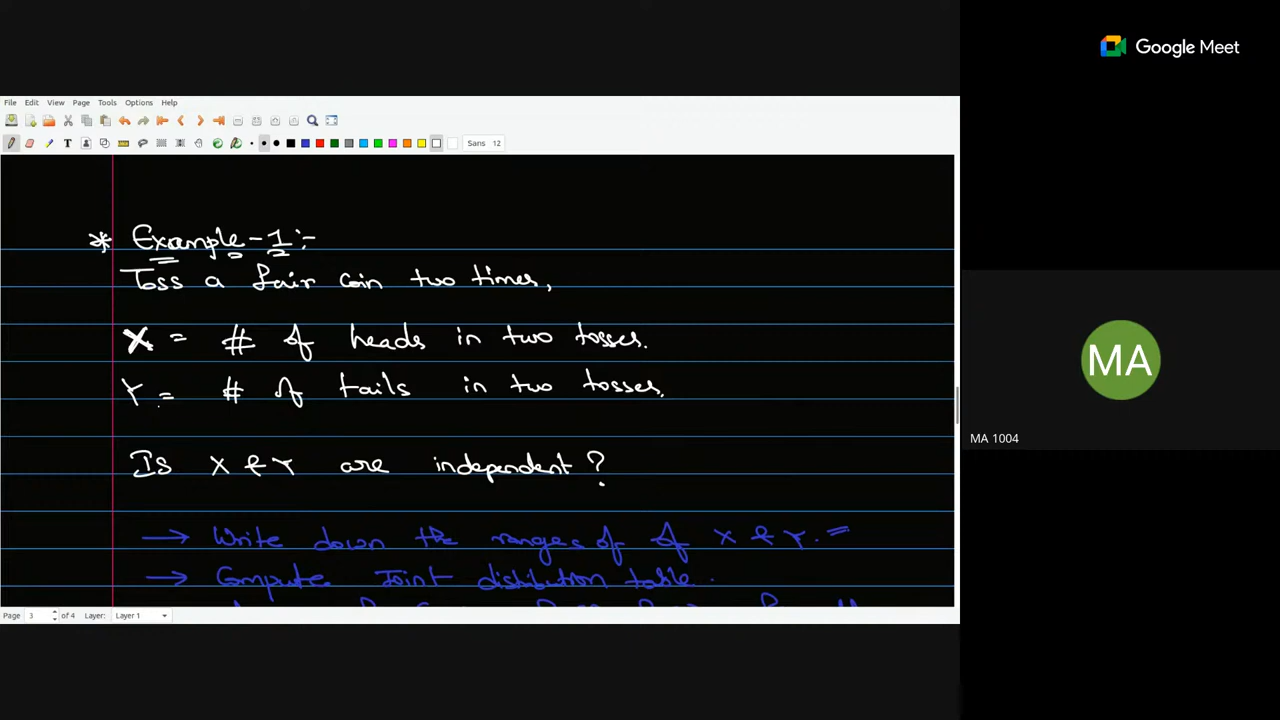 Google Meet
File Edit View Page Tools Options Help
Sans 12
* Example-1:-
Toss a fair coin two times,
X = # of heads in two tosses.
Y = # of tails in two tosses.
Is X & Y are independent ?
→ Write down the ranges of of X & Y.
→ Compute Joint distibution table.
MA
MA 1004
Page 3 of 4 Layer: Layer 1